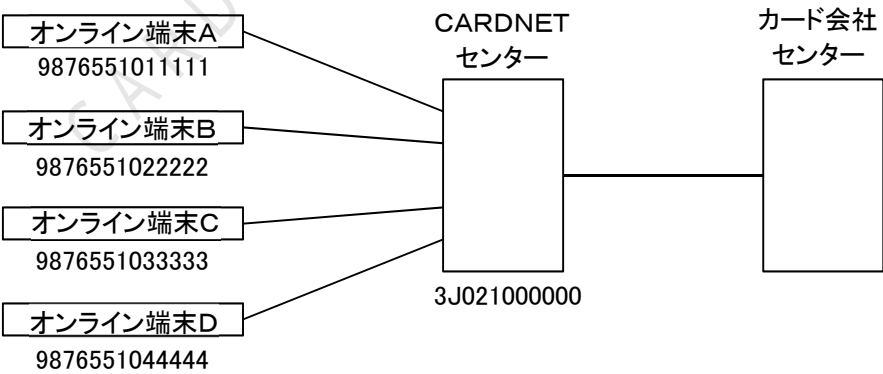 CARD
CARDNET
センター
カード会社
センター
オンライン端末A
9876551011111
オンライン端末B
9876551022222
オンライン端末C
9876551033333
オンライン端末D
9876551044444
3J021000000